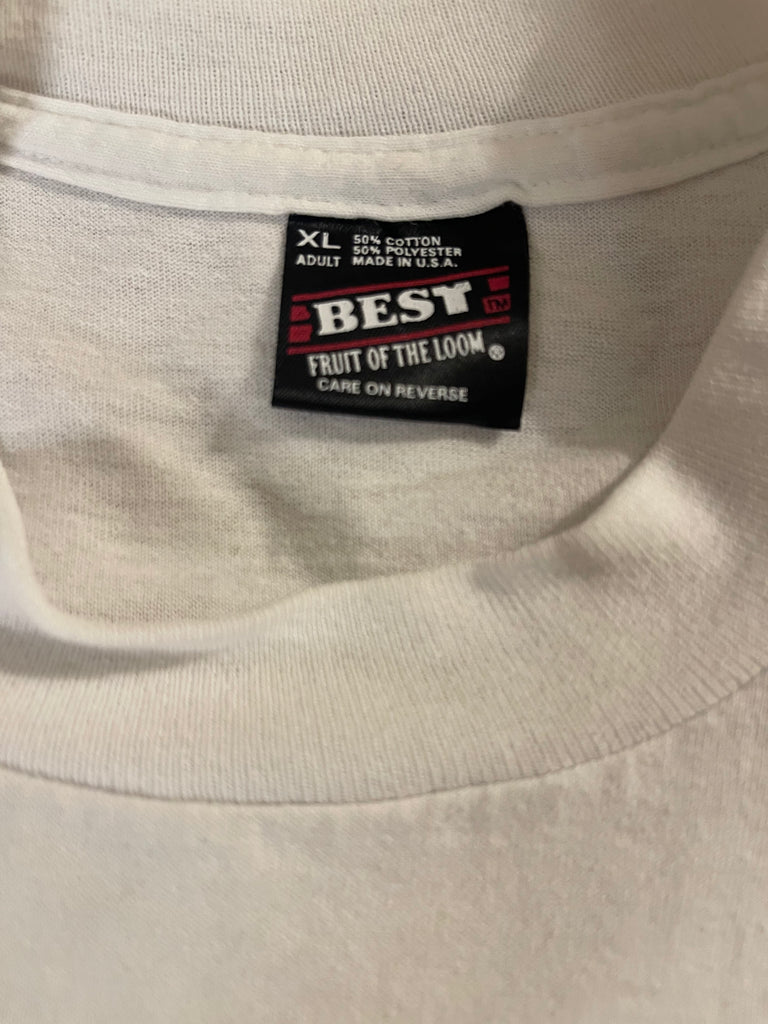 XL 50% COTTON
50% POLYESTER
ADULT MADE IN U.S.A.
BEST TM
FRUIT OF THE LOOM ®
CARE ON REVERSE